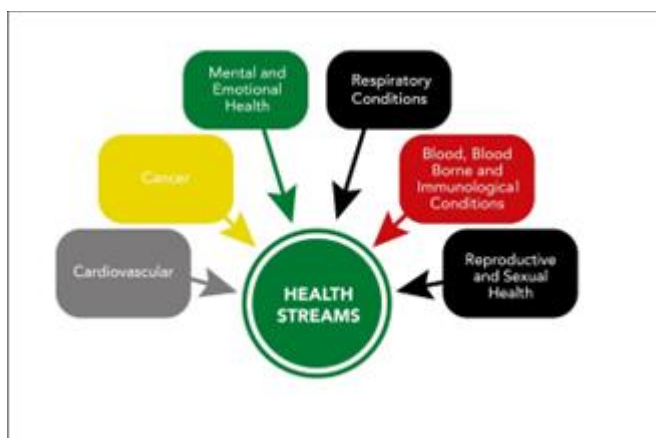 Mental and
Emotional
Health
Respiratory
Conditions
Cancer
Blood, Blood
Borne and
Immunological
Conditions
Cardiovascular
Reproductive
and Sexual
Health
HEALTH
STREAMS